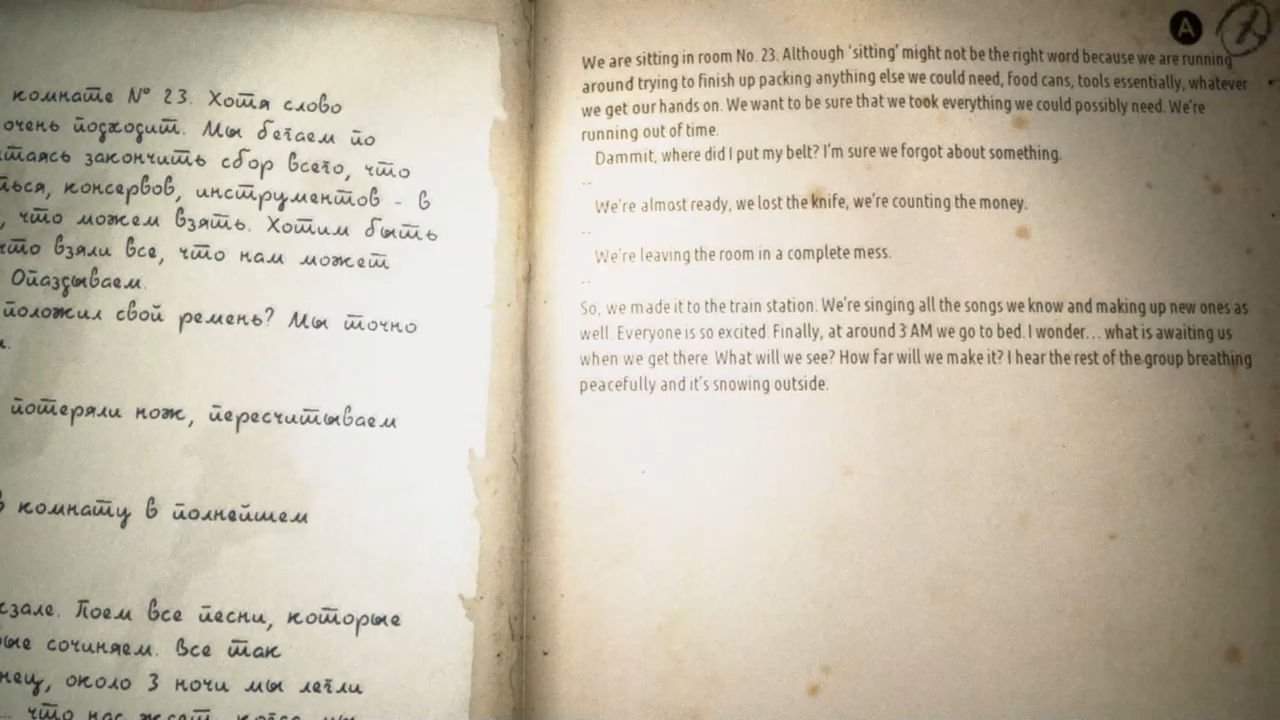 комнате № 23. Хотя слово
очень подходит. Мы бегаем по
таясь закончить сбор всего, что
ться, консервов, инструментов - в
, что можем взять. Хотим быть
что взяли все, что нам может
Опаздываем.
положил свой ремень? Мы точно
потеряли нож, пересчитываем
в комнату в полнейшем
кзале. Поем все песни, которые
рые сочиняем. Все так
нец, около 3 ночи мы легли
... что нас ждет, когда мы
A
We are sitting in room No. 23. Although 'sitting' might not be the right word because we are running
around trying to finish up packing anything else we could need, food cans, tools essentially, whatever
we get our hands on. We want to be sure that we took everything we could possibly need. We're
running out of time.
Dammit, where did I put my belt? I'm sure we forgot about something.
--
We're almost ready, we lost the knife, we're counting the money.
--
We're leaving the room in a complete mess.
--
So, we made it to the train station. We're singing all the songs we know and making up new ones as
well. Everyone is so excited. Finally, at around 3 AM we go to bed. I wonder... what is awaiting us
when we get there. What will we see? How far will we make it? I hear the rest of the group breathing
peacefully and it's snowing outside.